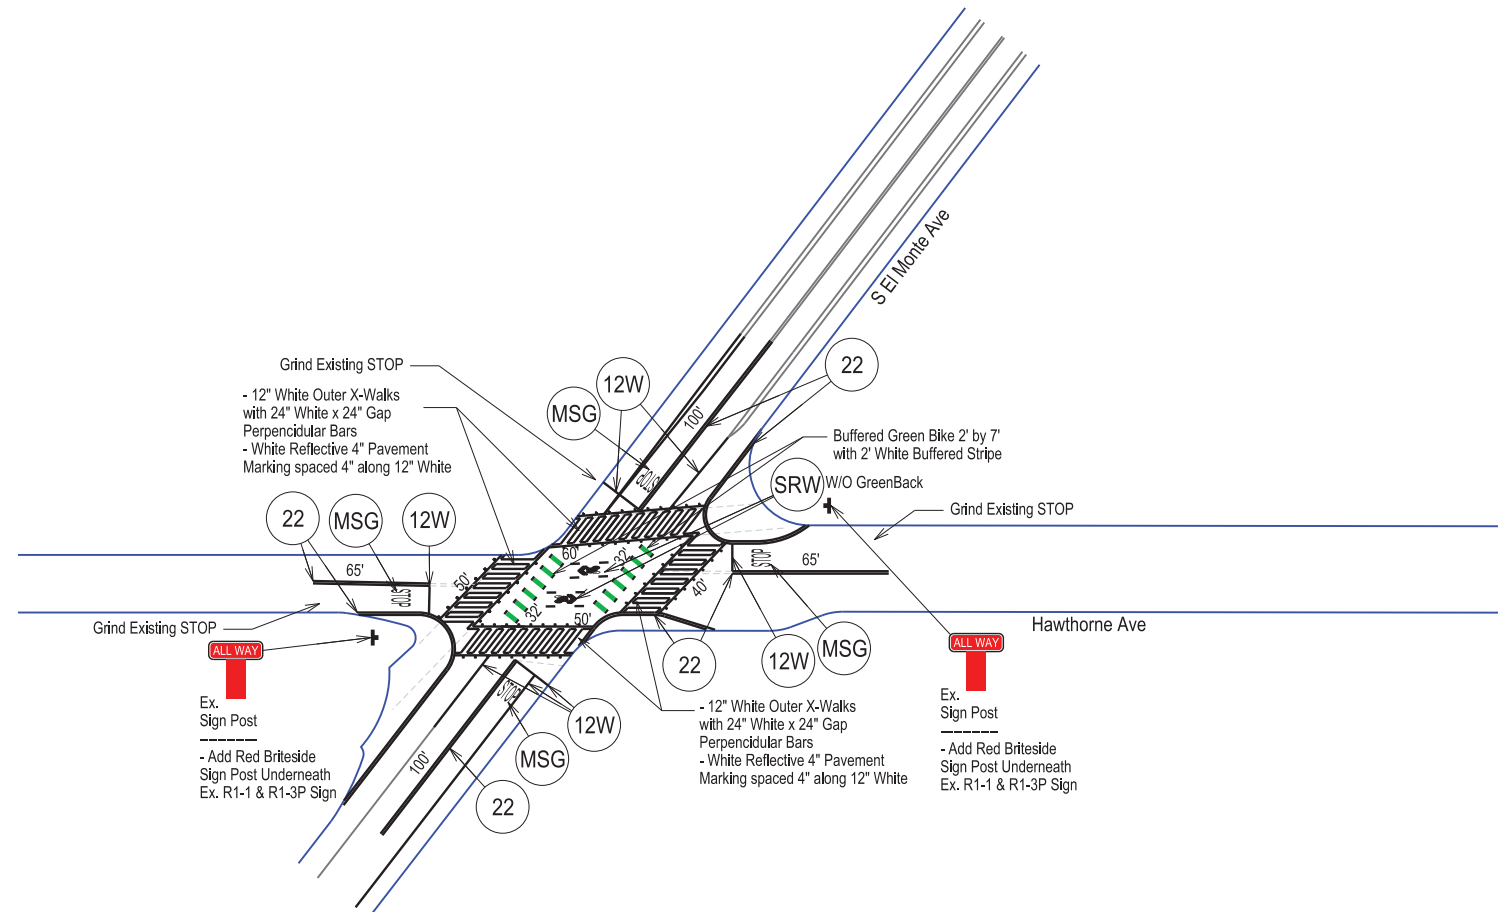 S El Monte Ave
Grind Existing STOP
- 12" White Outer X-Walks
with 24" White x 24" Gap
Perpencidular Bars
- White Reflective 4" Pavement
Marking spaced 4" along 12" White
MSG
12W
22
100'
STOP
Buffered Green Bike 2' by 7'
with 2' White Buffered Stripe
SRW
W/O GreenBack
Grind Existing STOP
22
MSG
12W
65'
STOP
50'
60'
32'
32'
50'
40'
STOP
65'
Grind Existing STOP
Hawthorne Ave
ALL WAY
Ex.
Sign Post
- Add Red Briteside
Sign Post Underneath
Ex. R1-1 & R1-3P Sign
22
12W
MSG
ALL WAY
Ex.
Sign Post
- Add Red Briteside
Sign Post Underneath
Ex. R1-1 & R1-3P Sign
STOP
12W
MSG
100'
22
- 12" White Outer X-Walks
with 24" White x 24" Gap
Perpencidular Bars
- White Reflective 4" Pavement
Marking spaced 4" along 12" White